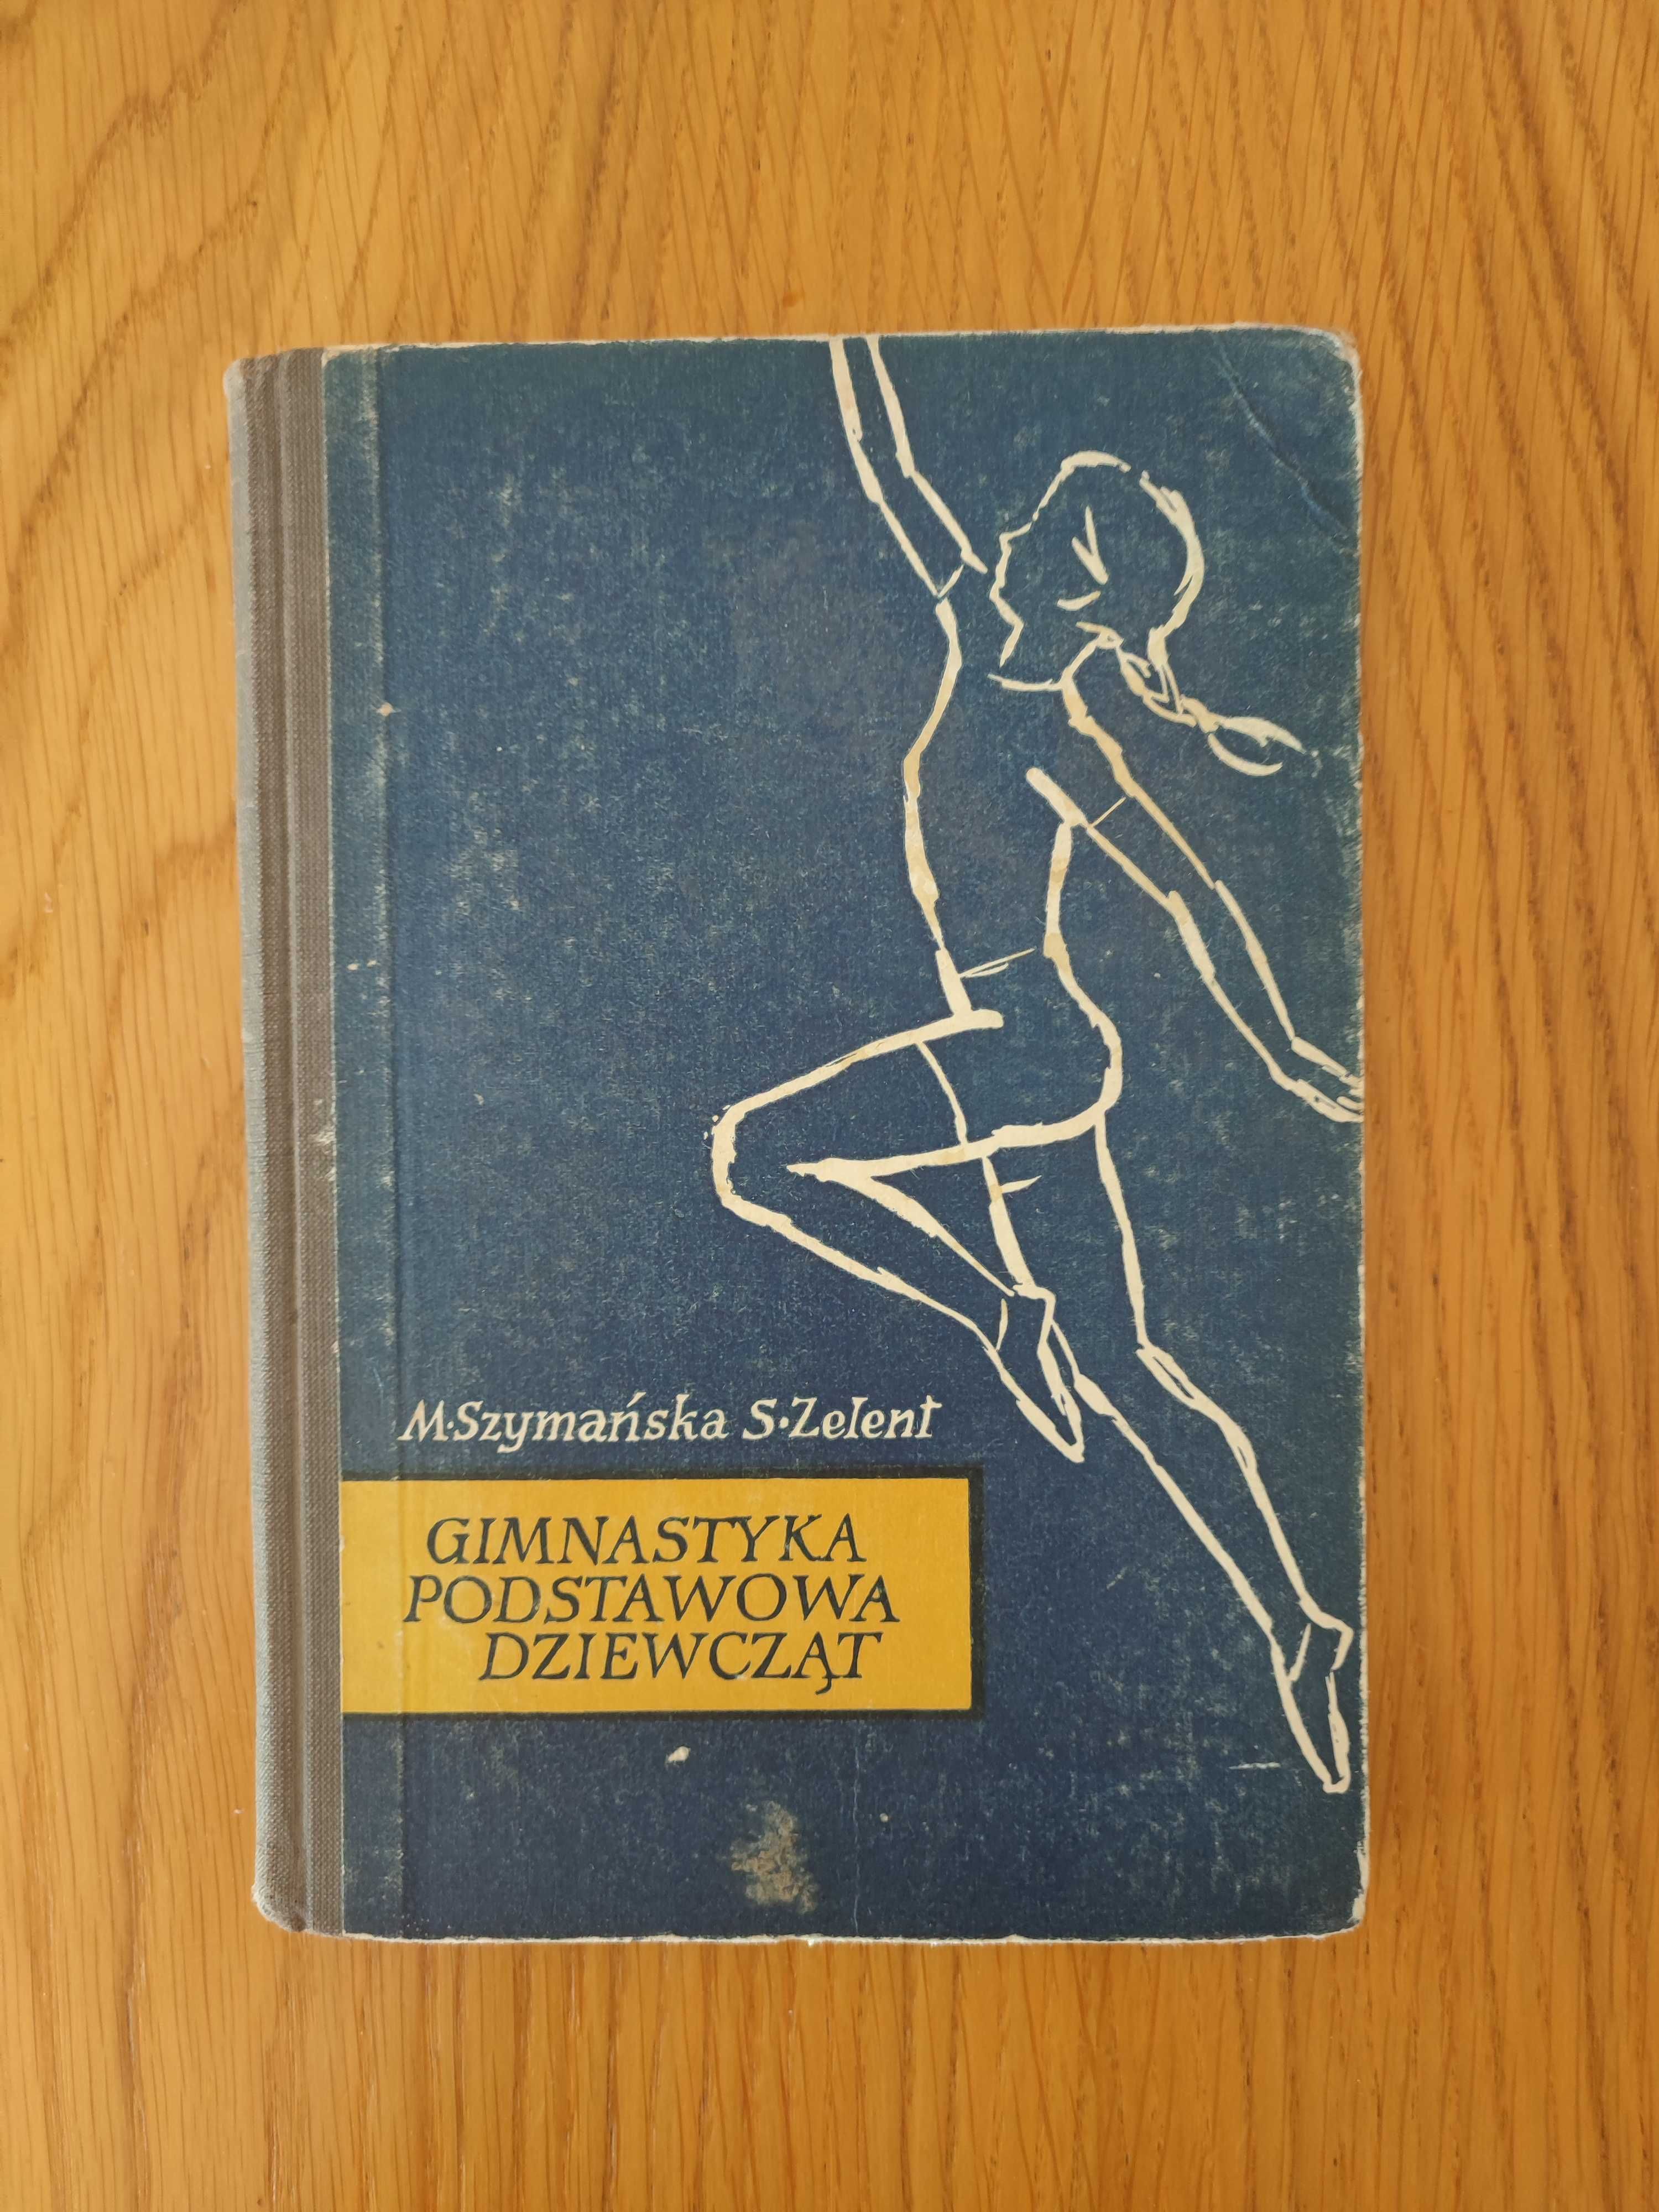 M·Szymańska S·Zelent
GIMNASTYKA
PODSTAWOWA
DZIEWCZĄT